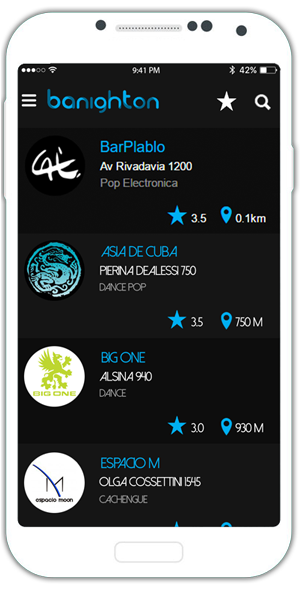 9:41 PM 42%
banighton
BarPlablo
Av Rivadavia 1200
Pop Electronica
3.5 0.1km
ASIA DE CUBA
PIERINA DEALESSI 750
DANCE POP
3.5 750 M
BIG ONE
BIG ONE
ALSINA 940
DANCE
3.0 930 M
ESPACIO M
OLGA COSSETTINI 1545
espacio moon
CACHENGUE